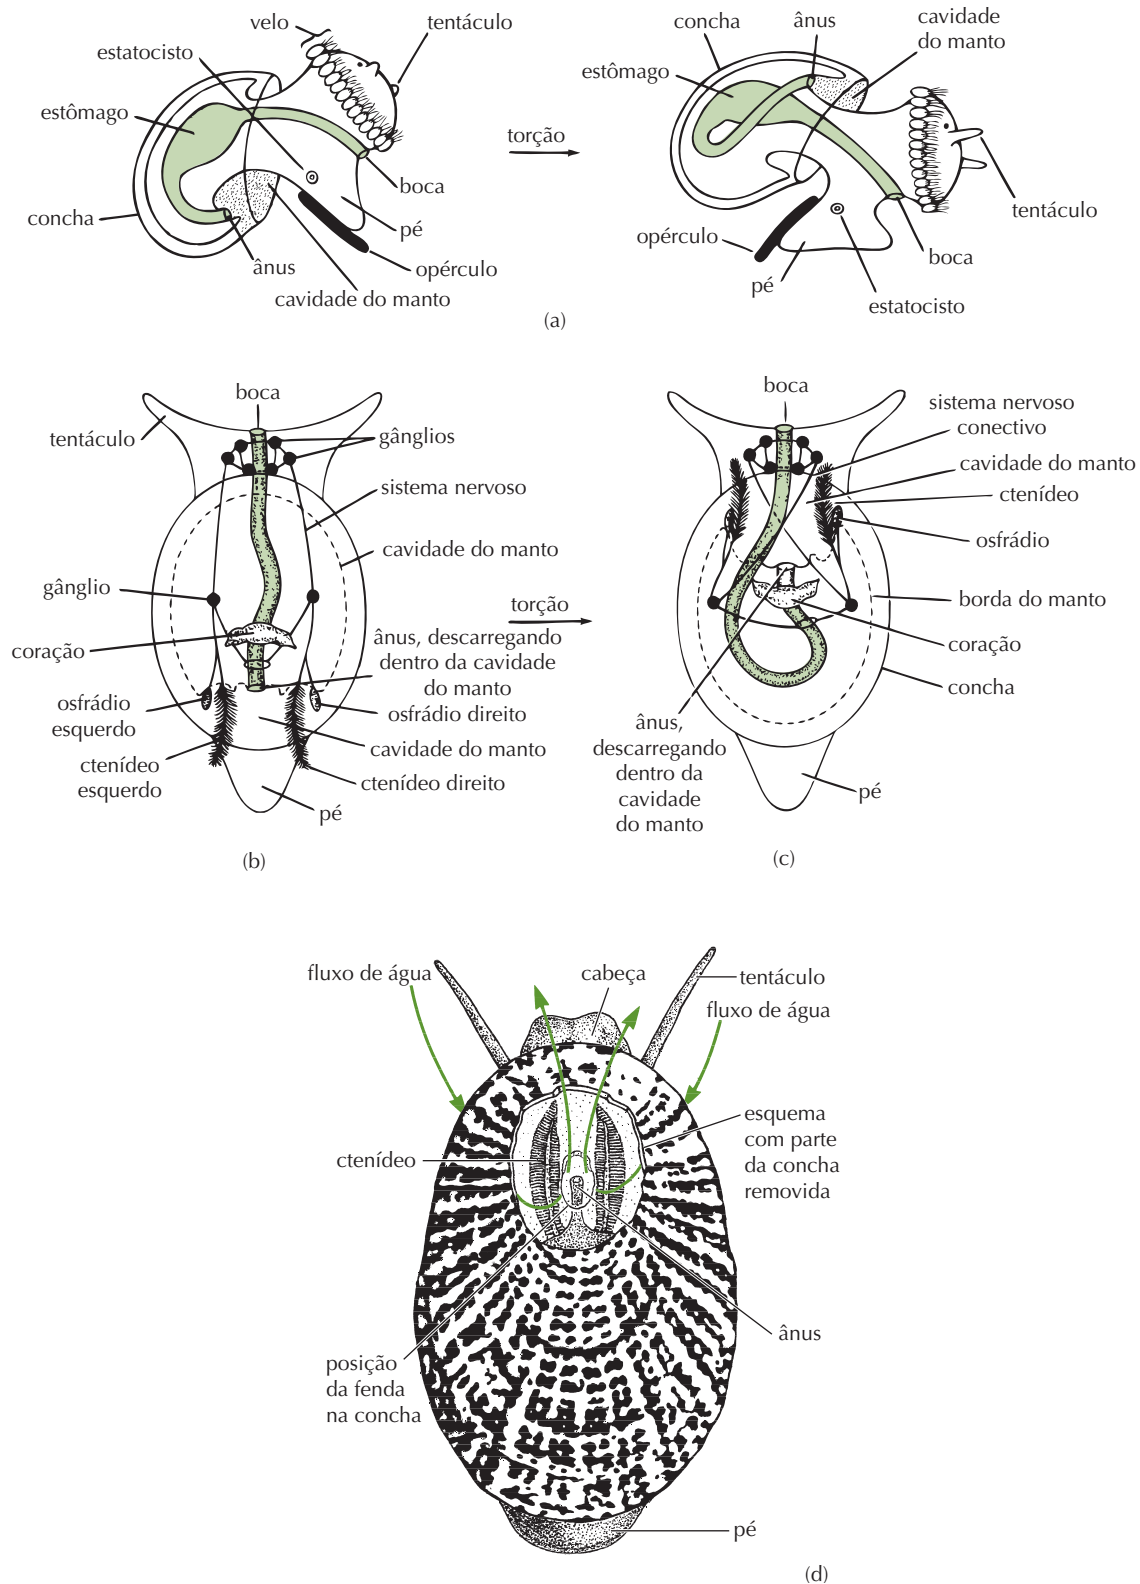 velo
tentáculo
estatocisto
estômago
concha
boca
pé
opérculo
ânus
cavidade do manto
torção
concha
ânus
cavidade
do manto
estômago
tentáculo
opérculo
boca
pé
estatocisto
(a)
boca
tentáculo
gânglios
sistema nervoso
cavidade do manto
gânglio
coração
ânus, descarregando
dentro da cavidade
do manto
osfrádio
esquerdo
osfrádio direito
ctenídeo
esquerdo
cavidade do manto
ctenídeo direito
pé
(b)
torção
boca
sistema nervoso
conectivo
cavidade do manto
ctenídeo
osfrádio
borda do manto
coração
concha
ânus,
descarregando
dentro da
cavidade
do manto
pé
(c)
fluxo de água
cabeça
tentáculo
fluxo de água
esquema
com parte
da concha
removida
ctenídeo
ânus
posição
da fenda
na concha
pé
(d)